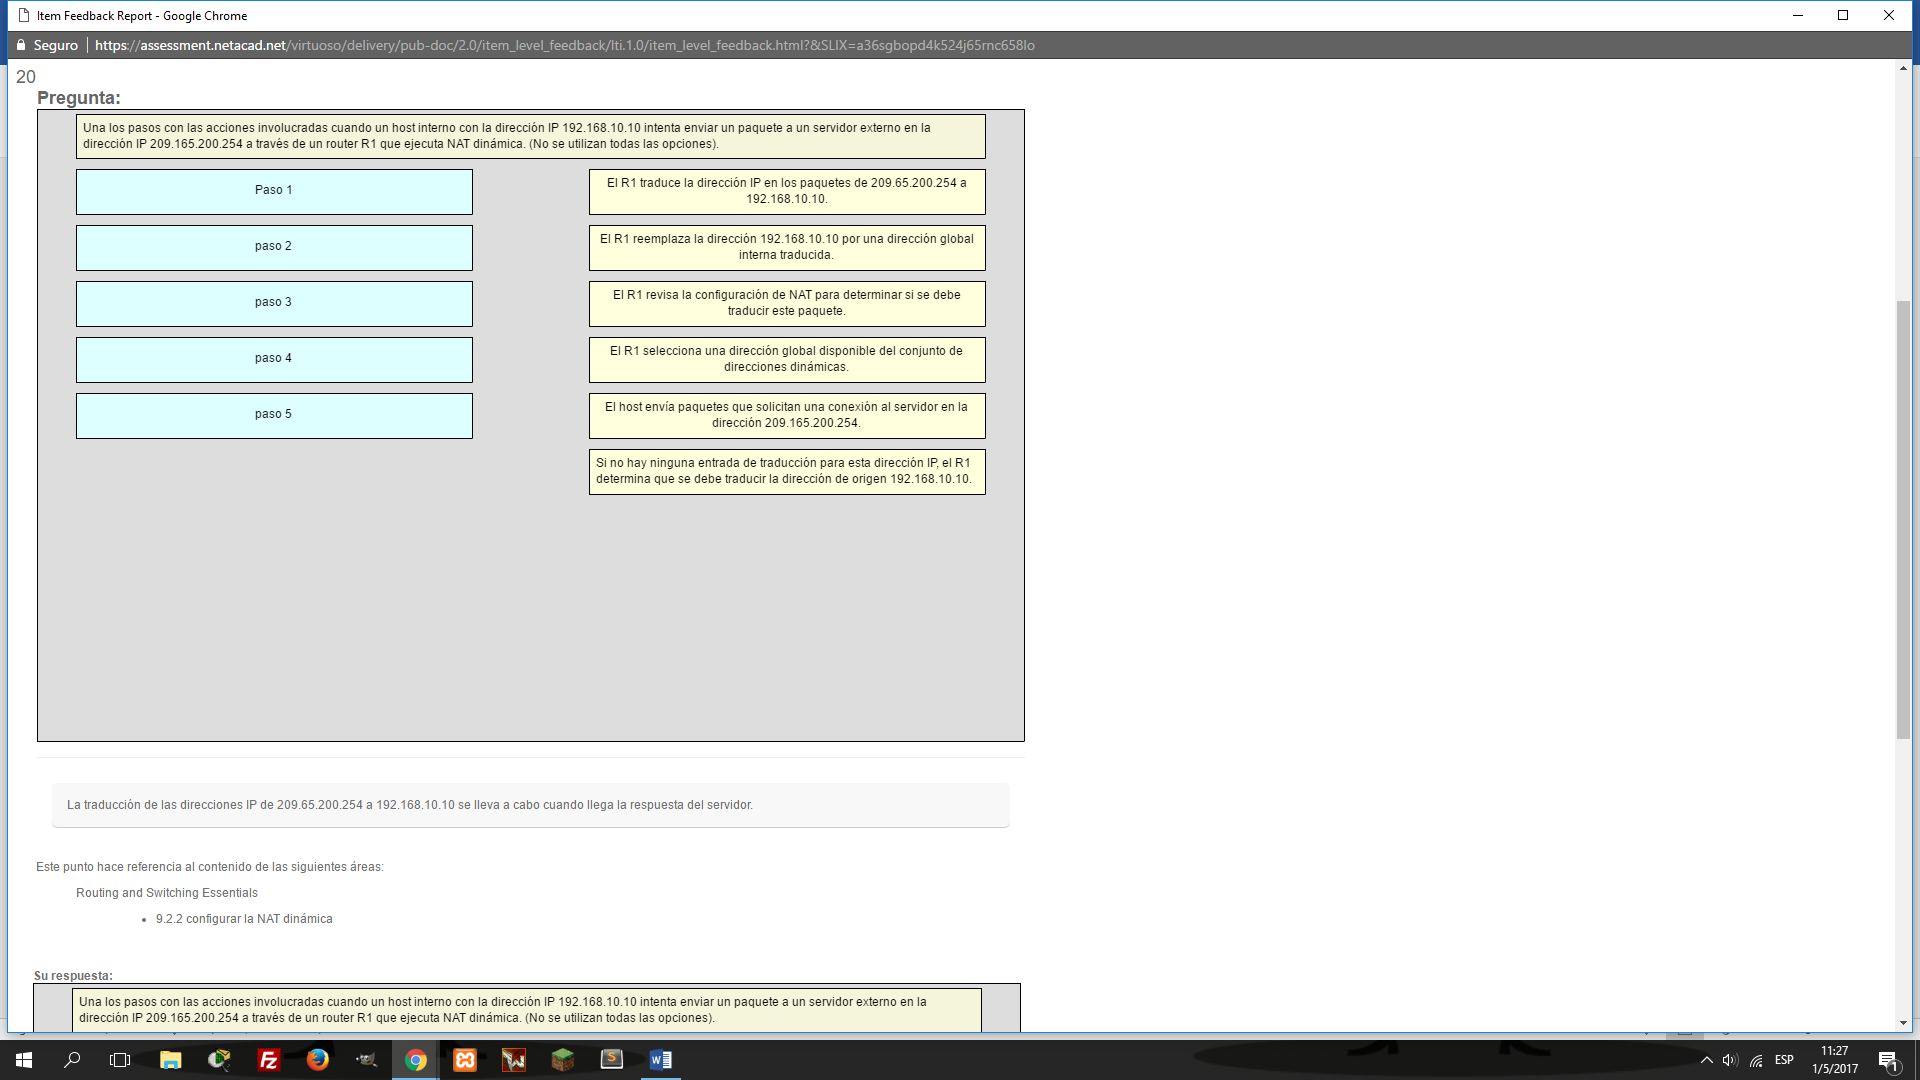 Item Feedback Report - Google Chrome
Seguro
https://assessment.netacad.net/virtuoso/delivery/pub-doc/2.0/item_level_feedback/lti.1.0/item_level_feedback.html?&SLIX=a36sgbopd4k524j65rnc658lo
20
Pregunta:
Una los pasos con las acciones involucradas cuando un host interno con la dirección IP 192.168.10.10 intenta enviar un paquete a un servidor externo en la
dirección IP 209.165.200.254 a través de un router R1 que ejecuta NAT dinámica. (No se utilizan todas las opciones).
Paso 1
paso 2
paso 3
paso 4
paso 5
El R1 traduce la dirección IP en los paquetes de 209.65.200.254 a
192.168.10.10.
El R1 reemplaza la dirección 192.168.10.10 por una dirección global
interna traducida.
El R1 revisa la configuración de NAT para determinar si se debe
traducir este paquete.
El R1 selecciona una dirección global disponible del conjunto de
direcciones dinámicas.
El host envía paquetes que solicitan una conexión al servidor en la
dirección 209.165.200.254.
Si no hay ninguna entrada de traducción para esta dirección IP, el R1
determina que se debe traducir la dirección de origen 192.168.10.10.
La traducción de las direcciones IP de 209.65.200.254 a 192.168.10.10 se lleva a cabo cuando llega la respuesta del servidor.
Este punto hace referencia al contenido de las siguientes áreas:
Routing and Switching Essentials
• 9.2.2 configurar la NAT dinámica
Su respuesta:
Una los pasos con las acciones involucradas cuando un host interno con la dirección IP 192.168.10.10 intenta enviar un paquete a un servidor externo en la
dirección IP 209.165.200.254 a través de un router R1 que ejecuta NAT dinámica. (No se utilizan todas las opciones).
ESP
11:27
1/5/2017
1